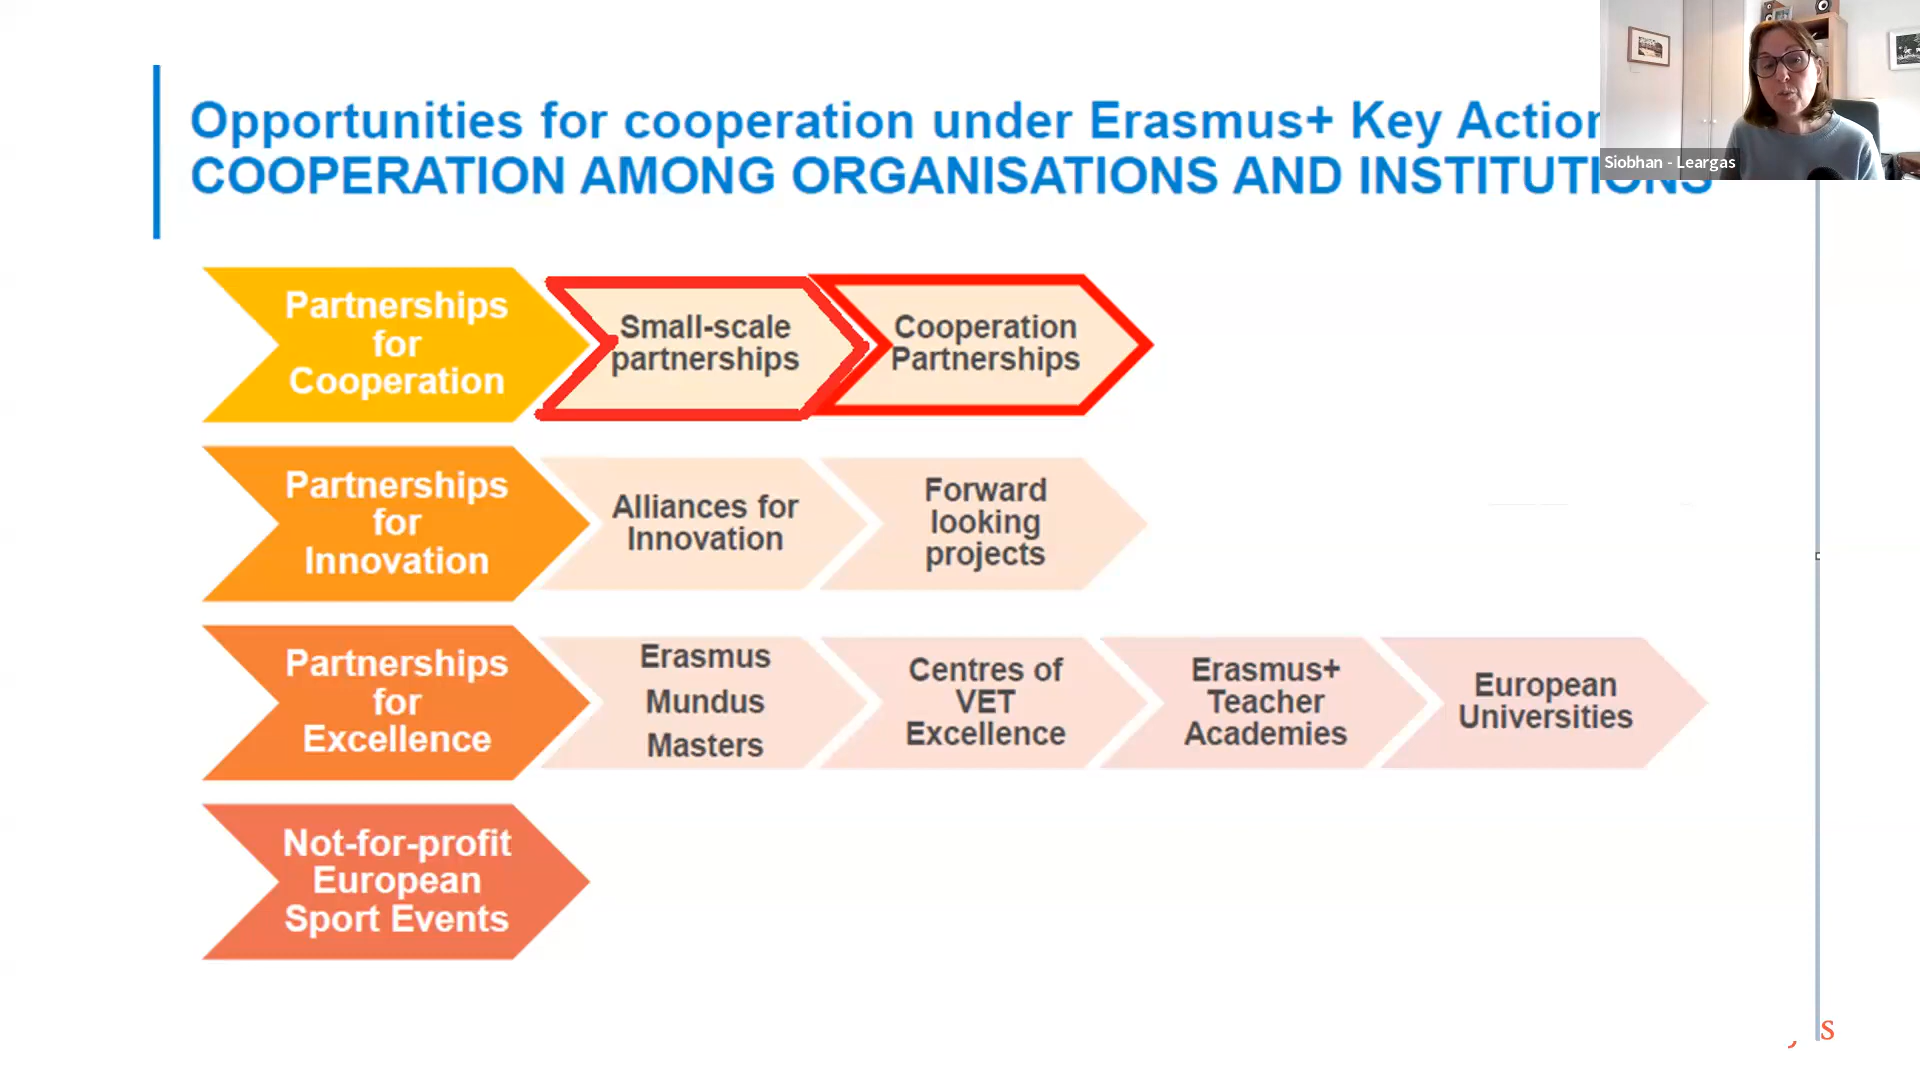 Opportunities for cooperation under Erasmus+ Key Action
COOPERATION AMONG ORGANISATIONS AND INSTITUTIONS
Siobhan - Leargas
Partnerships
for
Cooperation
Small-scale
partnerships
Cooperation
Partnerships
Partnerships
for
Innovation
Alliances for
Innovation
Forward
looking
projects
Partnerships
for
Excellence
Erasmus
Mundus
Masters
Centres of
VET
Excellence
Erasmus+
Teacher
Academies
European
Universities
Not-for-profit
European
Sport Events